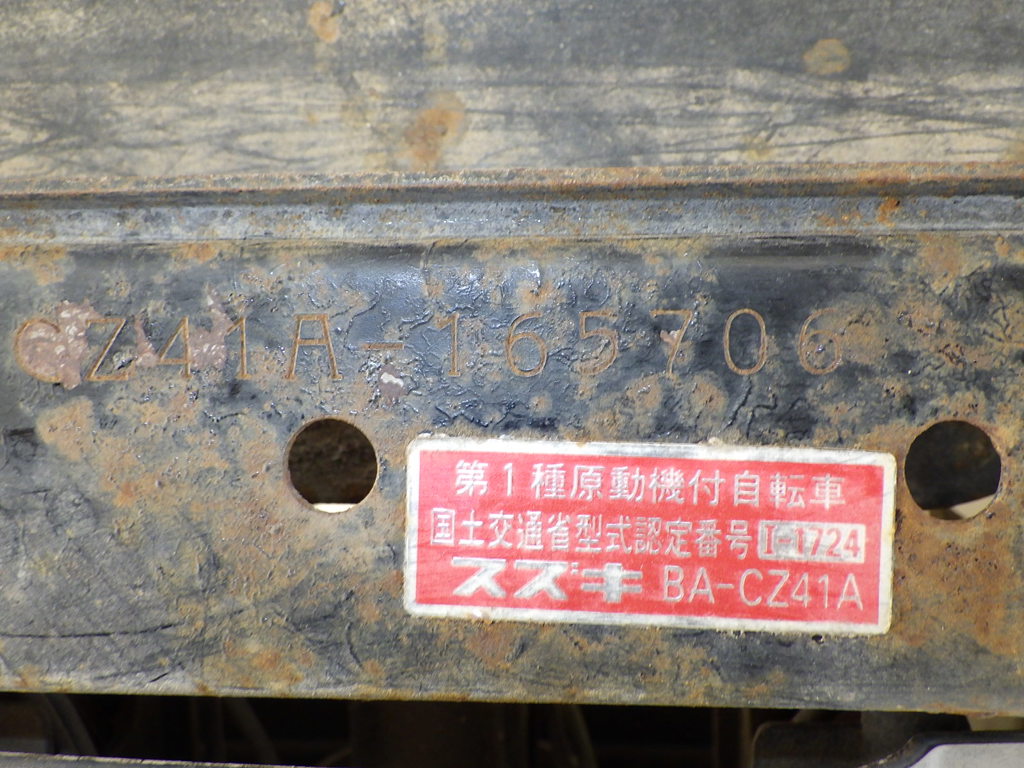 CZ41A-165706
第1種原動機付自転車
国土交通省型式認定番号 I-1724
スズキ BA-CZ41A